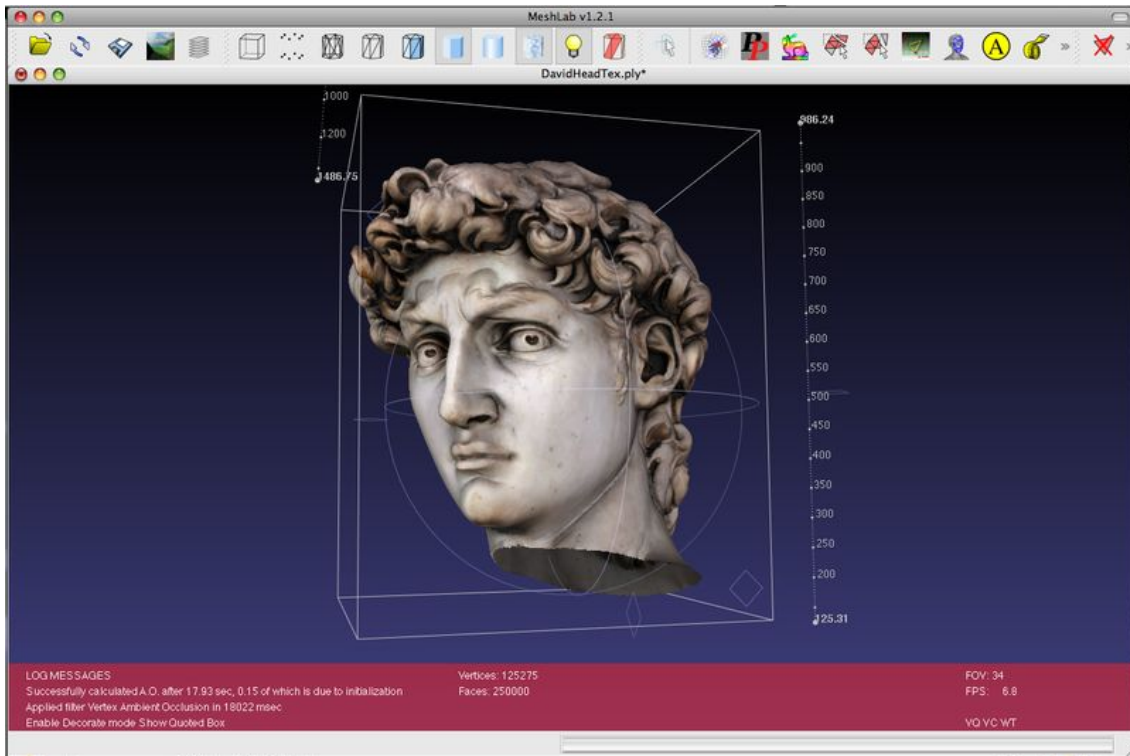 MeshLab v1.2.1
A
»
DavidHeadTex.ply*
1000
1200
1486.75
986.24
900
850
800
750
700
650
600
550
500
450
400
350
300
250
200
125.31
LOG MESSAGES
Successfully calculated A.O. after 17.93 sec, 0.15 of which is due to initialization
Applied filter Vertex Ambient Occlusion in 18022 msec
Enable Decorate mode Show Quoted Box
Vertices: 125275
Faces: 250000
FOV: 34
FPS: 6.8
VQ VC WT